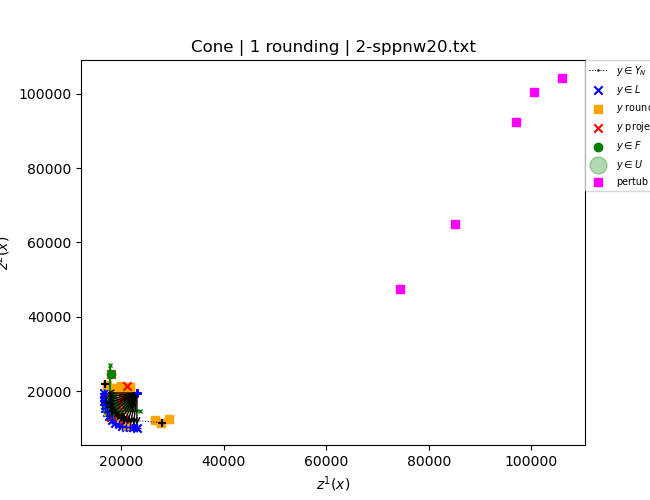 Cone | 1 rounding | 2-sppnw20.txt
100000
80000
60000
40000
20000
z²(x)
20000
40000
60000
80000
100000
z¹(x)
y ∈ Y_N
y ∈ L
y round
y proje
y ∈ F
y ∈ U
pertub